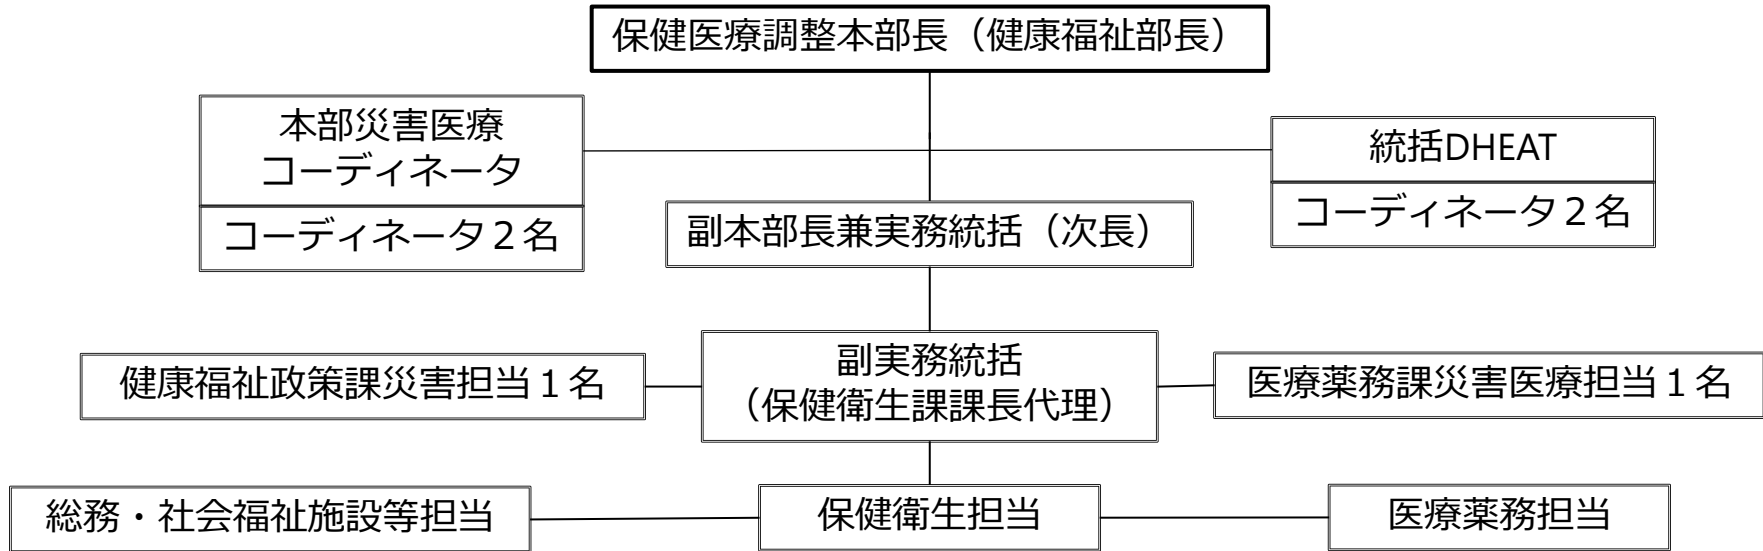 保健医療調整本部長（健康福祉部長）
本部災害医療
コーディネータ
コーディネータ２名
統括DHEAT
コーディネータ２名
副本部長兼実務統括（次長）
健康福祉政策課災害担当１名
副実務統括
（保健衛生課課長代理）
医療薬務課災害医療担当１名
総務・社会福祉施設等担当
保健衛生担当
医療薬務担当